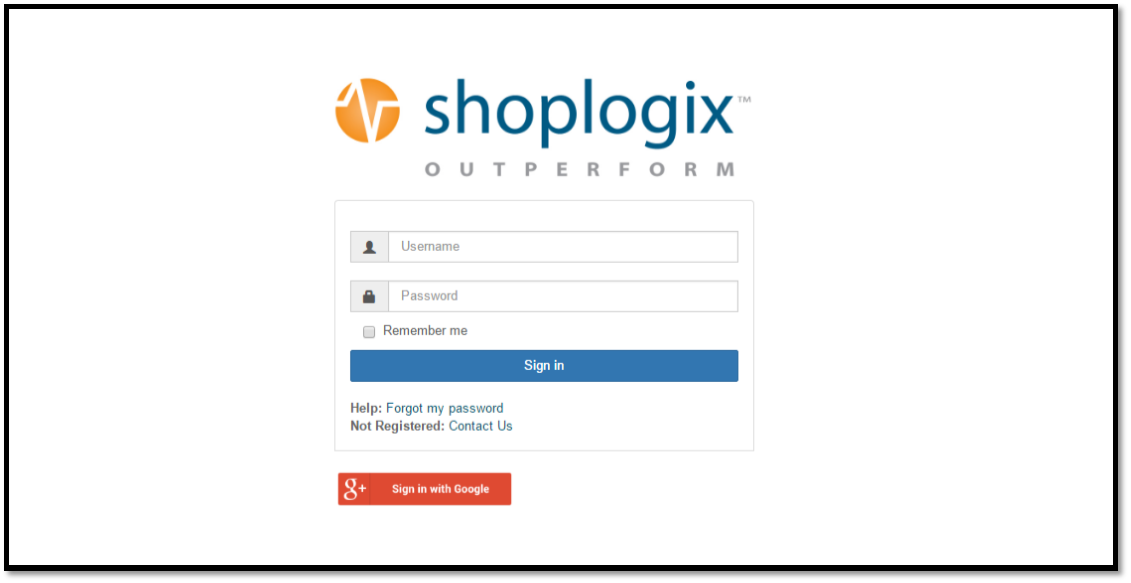 shoplogix™
OUTPERFORM
Username
Password
Remember me
Sign in
Help: Forgot my password
Not Registered: Contact Us
g+ Sign in with Google